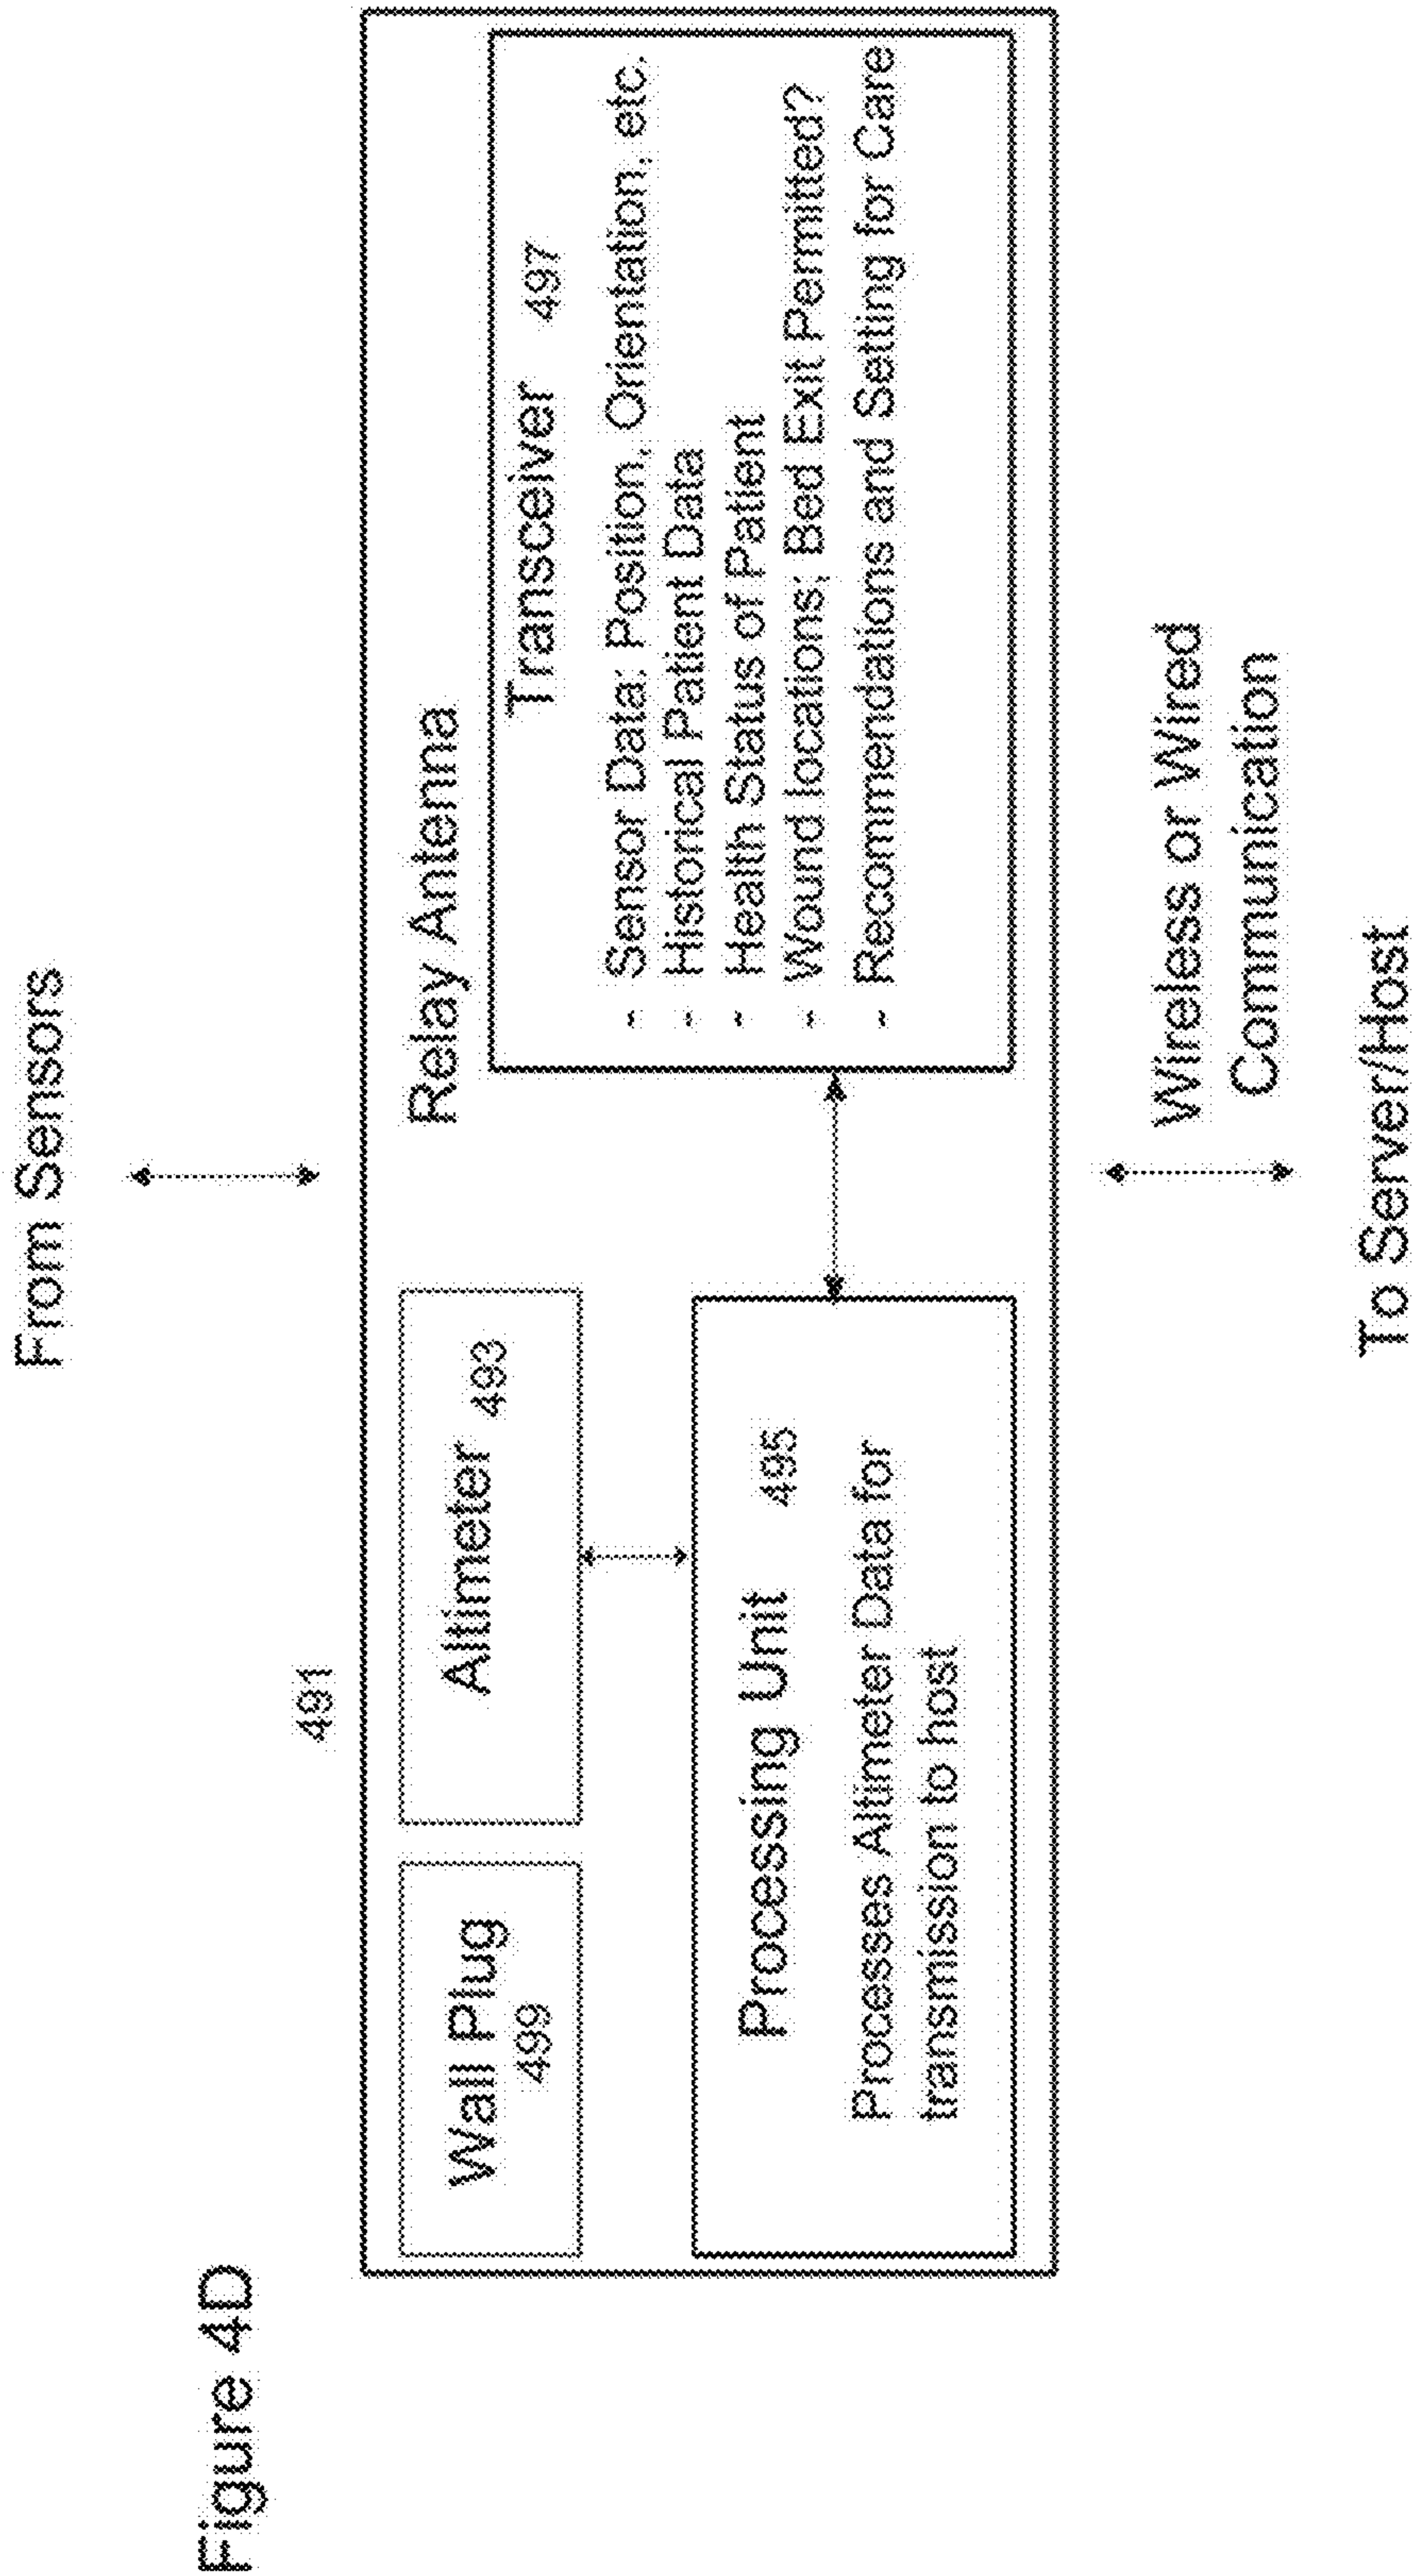 Figure 4D
From Sensors
491
Relay Antenna
Wall Plug
499
Altimeter 493
Processing Unit 495
Processes Altimeter Data for
transmission to host
Transceiver 497
- Sensor Data: Position, Orientation, etc.
- Historical Patient Data
- Health Status of Patient
- Wound locations; Bed Exit Permitted?
- Recommendations and Setting for Care
Wireless or Wired
Communication
To Server/Host